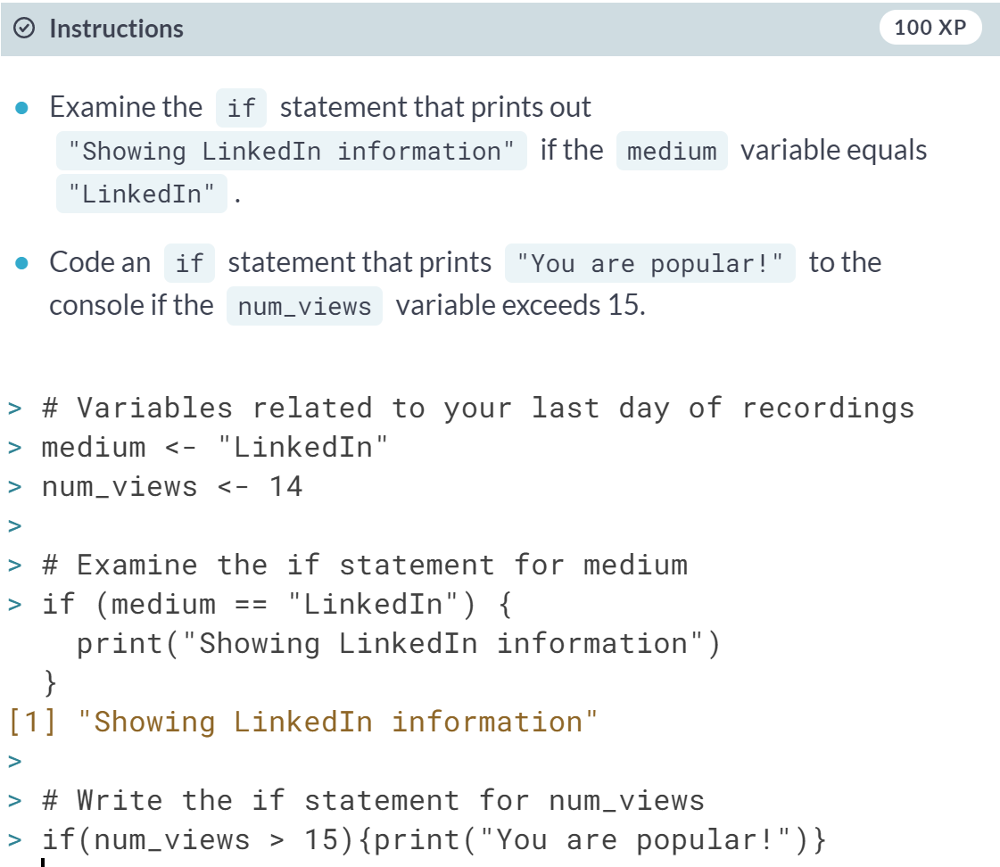 Instructions 100 XP
Examine the if statement that prints out
"Showing LinkedIn information" if the medium variable equals
"LinkedIn" .
Code an if statement that prints "You are popular!" to the
console if the num_views variable exceeds 15.
> # Variables related to your last day of recordings
> medium <- "LinkedIn"
> num_views <- 14
>
> # Examine the if statement for medium
> if (medium == "LinkedIn") {
print("Showing LinkedIn information")
}
[1] "Showing LinkedIn information"
>
> # Write the if statement for num_views
> if(num_views > 15){print("You are popular!")}